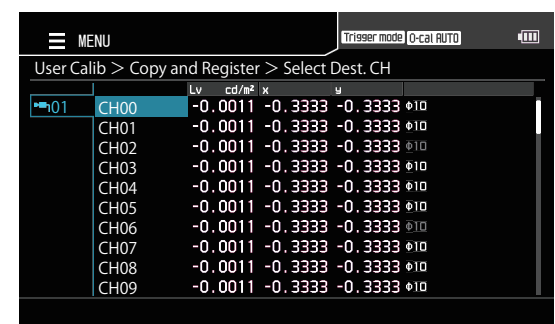 MENU Trigger mode O-cal AUTO
User Calib > Copy and Register > Select Dest. CH
Lv cd/m² x y
01 CH00 -0.0011 -0.3333 -0.3333 Φ10
CH01 -0.0011 -0.3333 -0.3333 Φ10
CH02 -0.0011 -0.3333 -0.3333 Φ10
CH03 -0.0011 -0.3333 -0.3333 Φ10
CH04 -0.0011 -0.3333 -0.3333 Φ10
CH05 -0.0011 -0.3333 -0.3333 Φ10
CH06 -0.0011 -0.3333 -0.3333 Φ10
CH07 -0.0011 -0.3333 -0.3333 Φ10
CH08 -0.0011 -0.3333 -0.3333 Φ10
CH09 -0.0011 -0.3333 -0.3333 Φ10